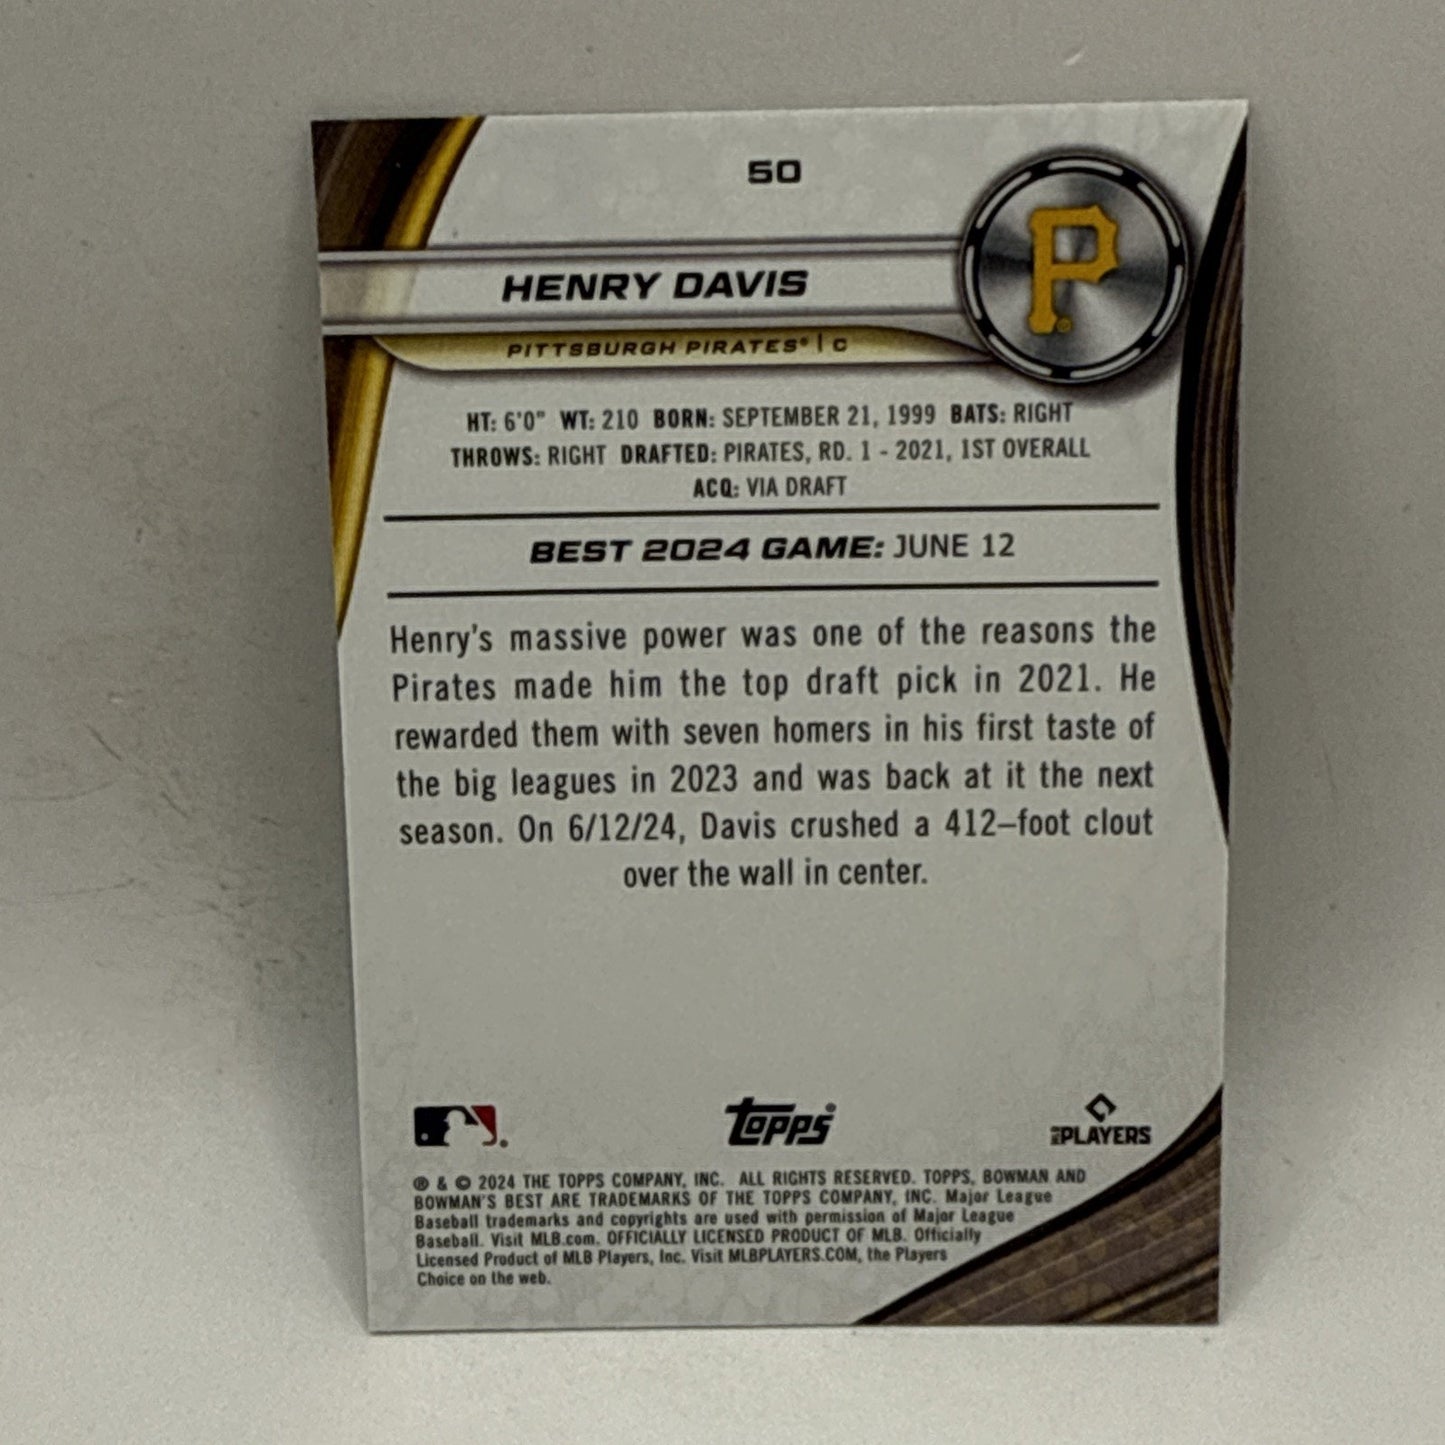 50
HENRY DAVIS
P
PITTSBURGH PIRATES® | C
HT: 6'0" WT: 210 BORN: SEPTEMBER 21, 1999 BATS: RIGHT
THROWS: RIGHT DRAFTED: PIRATES, RD. 1 - 2021, 1ST OVERALL
ACQ: VIA DRAFT
BEST 2024 GAME: JUNE 12
Henry's massive power was one of the reasons the
Pirates made him the top draft pick in 2021. He
rewarded them with seven homers in his first taste of
the big leagues in 2023 and was back at it the next
season. On 6/12/24, Davis crushed a 412–foot clout
over the wall in center.
topps
PLAYERS
® & © 2024 THE TOPPS COMPANY, INC. ALL RIGHTS RESERVED. TOPPS, BOWMAN AND
BOWMAN'S BEST ARE TRADEMARKS OF THE TOPPS COMPANY, INC. Major League
Baseball trademarks and copyrights are used with permission of Major League
Baseball. Visit MLB.com. OFFICIALLY LICENSED PRODUCT OF MLB. Officially
Licensed Product of MLB Players, Inc. Visit MLBPLAYERS.COM, the Players
Choice on the web.